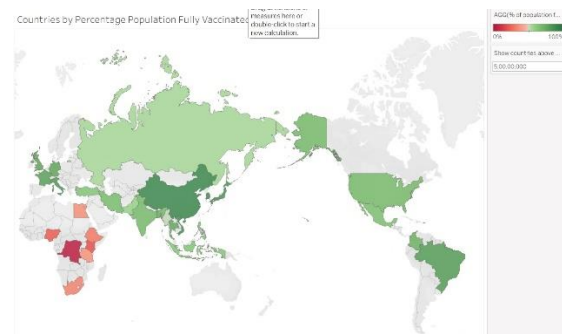 Countries by Percentage Population Fully Vaccinated
measures here or
double-click to start a
new calculation.
AGG(% of population f...
0%
100%
Show countries above ...
5,00,00,000